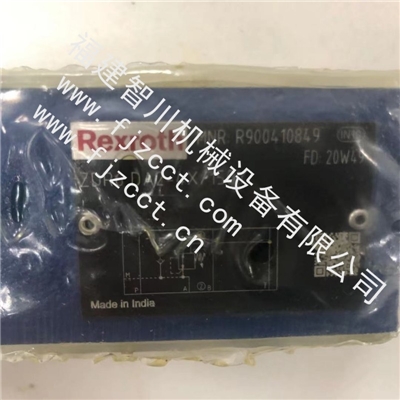 福建智川机械设备有限公司
www.fjzcct.com www.fjzcct.com
Rexroth
MNR R900410849
FD: 20W49
M P A B
Made in India